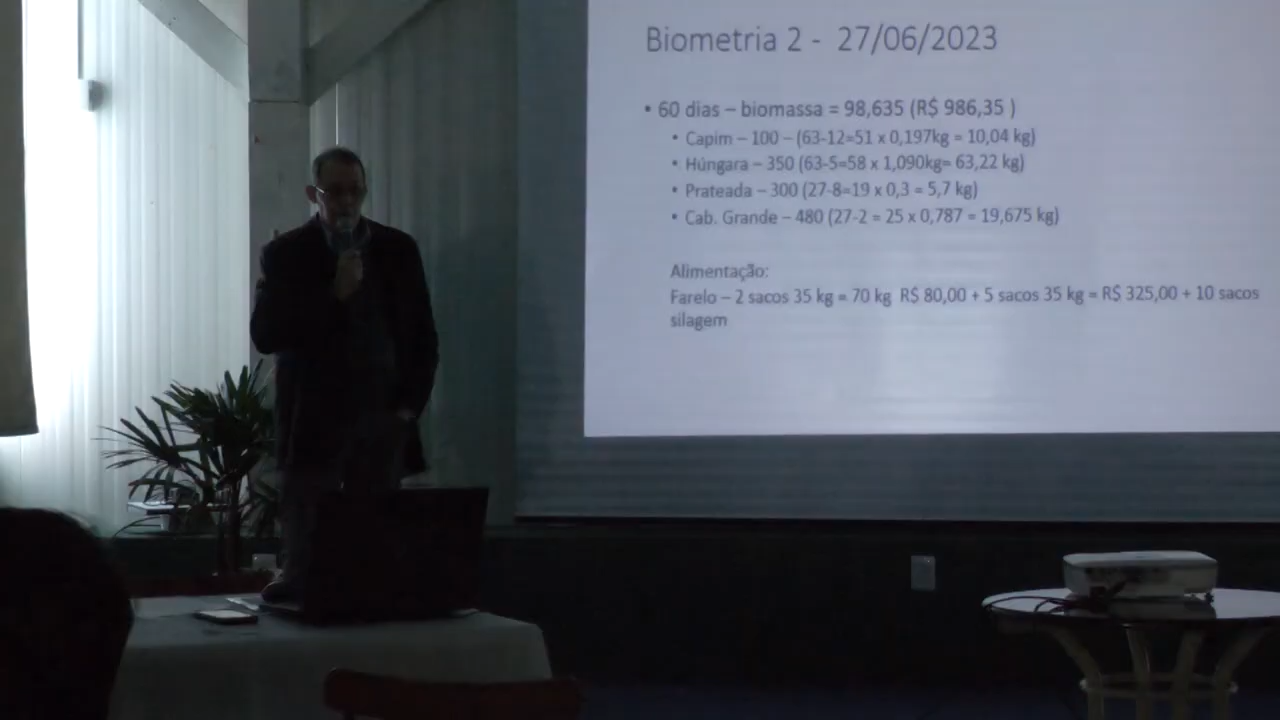 Biometria 2 - 27/06/2023
• 60 dias – biomassa = 98,635 (R$ 986,35 )
• Capim – 100 – (63-12=51 x 0,197kg = 10,04 kg)
• Húngara – 350 (63-5=58 x 1,090kg= 63,22 kg)
• Prateada – 300 (27-8=19 x 0,3 = 5,7 kg)
• Cab. Grande – 480 (27-2 = 25 x 0,787 = 19,675 kg)
Alimentação:
Farelo – 2 sacos 35 kg = 70 kg R$ 80,00 + 5 sacos 35 kg = R$ 325,00 + 10 sacos
silagem